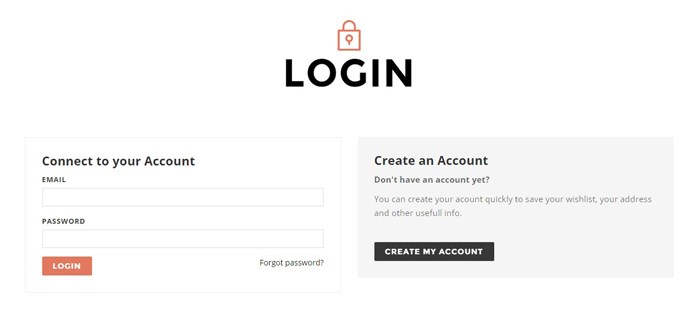 LOGIN
Connect to your Account
EMAIL
PASSWORD
LOGIN
Forgot password?
Create an Account
Don't have an account yet?
You can create your acount quickly to save your wishlist, your address
and other usefull info.
CREATE MY ACCOUNT